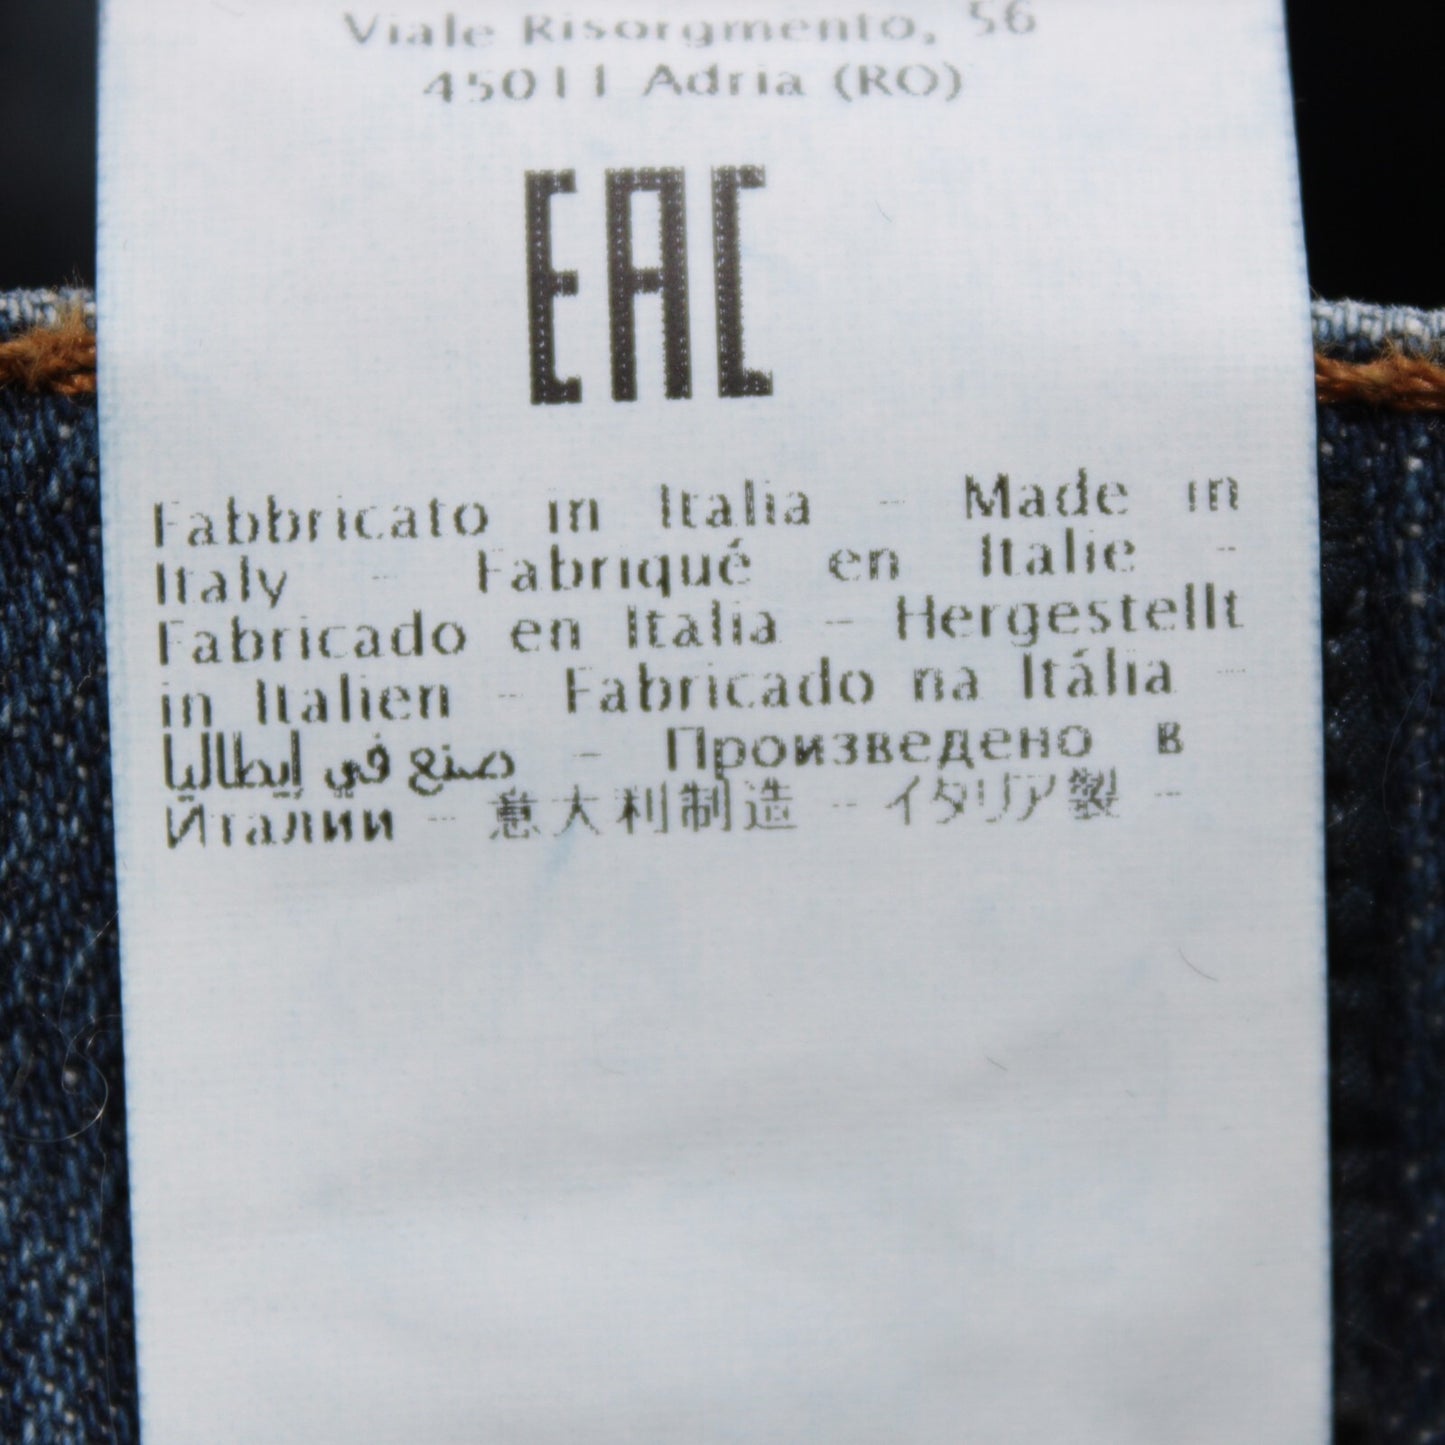 Viale Risorgmento, 56
45011 Adria (RO)
EAC
Fabbricato in Italia - Made in
Italy - Fabriqué en Italie -
Fabricado en Italia - Hergestellt
in Italien - Fabricado na Itália -
صنع في إيطاليا - Произведено в
Италии - 意大利制造 - イタリア製 -